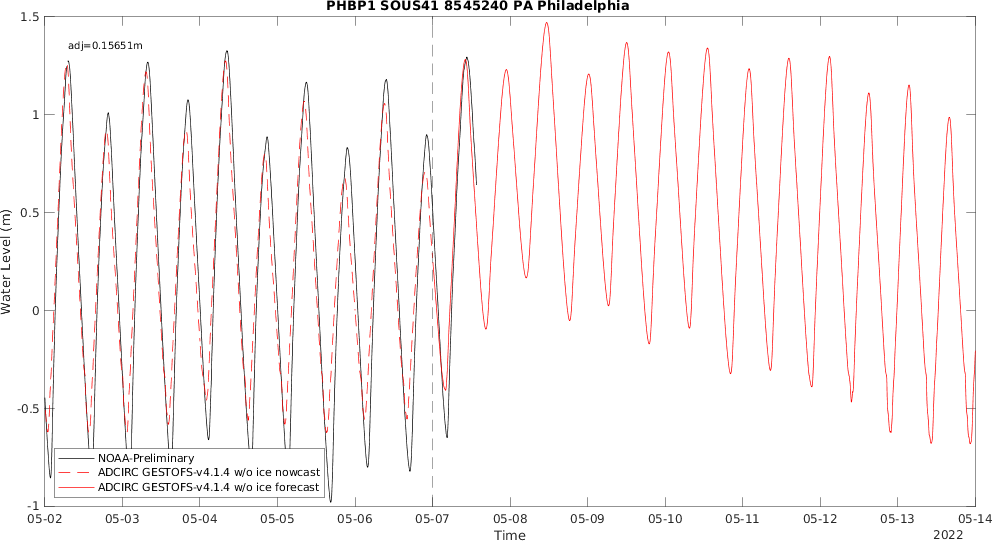 PHBP1 SOUS41 8545240 PA Philadelphia
adj=0.15651m
Water Level (m)
1.5
1
0.5
0
-0.5
-1
NOAA-Preliminary
ADCIRC GESTOFS-v4.1.4 w/o ice nowcast
ADCIRC GESTOFS-v4.1.4 w/o ice forecast
05-02 05-03 05-04 05-05 05-06 05-07 05-08 05-09 05-10 05-11 05-12 05-13 05-14
Time
2022